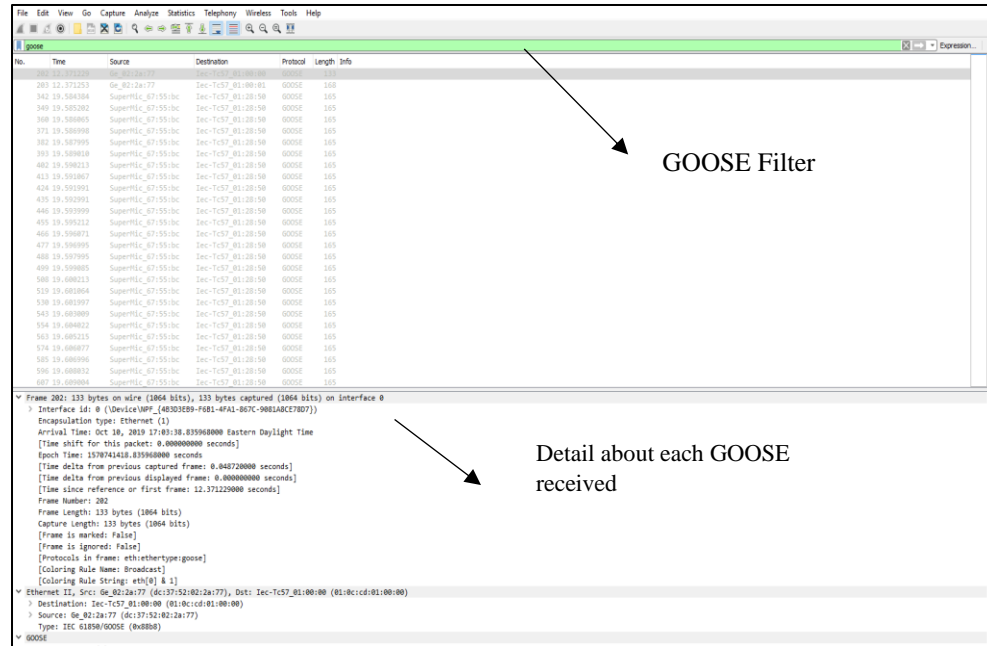 File Edit View Go Capture Analyze Statistics Telephony Wireless Tools Help
goose
Expression...
No. Time Source Destination Protocol Length Info
202 12.371229 Ge_02:2a:77 Iec-Tc57_01:00:00 GOOSE 133
203 12.371253 Ge_02:2a:77 Iec-Tc57_01:00:01 GOOSE 168
342 19.584384 SuperMic_67:55:bc Iec-Tc57_01:28:50 GOOSE 165
349 19.585202 SuperMic_67:55:bc Iec-Tc57_01:28:50 GOOSE 165
360 19.586065 SuperMic_67:55:bc Iec-Tc57_01:28:50 GOOSE 165
371 19.586998 SuperMic_67:55:bc Iec-Tc57_01:28:50 GOOSE 165
382 19.587995 SuperMic_67:55:bc Iec-Tc57_01:28:50 GOOSE 165
393 19.589010 SuperMic_67:55:bc Iec-Tc57_01:28:50 GOOSE 165
402 19.590213 SuperMic_67:55:bc Iec-Tc57_01:28:50 GOOSE 165
413 19.591067 SuperMic_67:55:bc Iec-Tc57_01:28:50 GOOSE 165
424 19.591991 SuperMic_67:55:bc Iec-Tc57_01:28:50 GOOSE 165
435 19.592991 SuperMic_67:55:bc Iec-Tc57_01:28:50 GOOSE 165
446 19.593999 SuperMic_67:55:bc Iec-Tc57_01:28:50 GOOSE 165
455 19.595212 SuperMic_67:55:bc Iec-Tc57_01:28:50 GOOSE 165
466 19.596071 SuperMic_67:55:bc Iec-Tc57_01:28:50 GOOSE 165
477 19.596995 SuperMic_67:55:bc Iec-Tc57_01:28:50 GOOSE 165
488 19.597995 SuperMic_67:55:bc Iec-Tc57_01:28:50 GOOSE 165
499 19.599085 SuperMic_67:55:bc Iec-Tc57_01:28:50 GOOSE 165
508 19.600213 SuperMic_67:55:bc Iec-Tc57_01:28:50 GOOSE 165
519 19.601064 SuperMic_67:55:bc Iec-Tc57_01:28:50 GOOSE 165
530 19.601997 SuperMic_67:55:bc Iec-Tc57_01:28:50 GOOSE 165
543 19.603009 SuperMic_67:55:bc Iec-Tc57_01:28:50 GOOSE 165
554 19.604022 SuperMic_67:55:bc Iec-Tc57_01:28:50 GOOSE 165
563 19.605215 SuperMic_67:55:bc Iec-Tc57_01:28:50 GOOSE 165
574 19.606077 SuperMic_67:55:bc Iec-Tc57_01:28:50 GOOSE 165
585 19.606996 SuperMic_67:55:bc Iec-Tc57_01:28:50 GOOSE 165
596 19.608032 SuperMic_67:55:bc Iec-Tc57_01:28:50 GOOSE 165
607 19.609004 SuperMic_67:55:bc Iec-Tc57_01:28:50 GOOSE 165
GOOSE Filter
Frame 202: 133 bytes on wire (1064 bits), 133 bytes captured (1064 bits) on interface 0
Interface id: 0 (\Device\NPF_{4B3D3EB9-F6B1-4FA1-867C-9081A8CE78D7})
Encapsulation type: Ethernet (1)
Arrival Time: Oct 10, 2019 17:03:38.835968000 Eastern Daylight Time
[Time shift for this packet: 0.000000000 seconds]
Epoch Time: 1570741418.835968000 seconds
[Time delta from previous captured frame: 0.048720000 seconds]
[Time delta from previous displayed frame: 0.000000000 seconds]
[Time since reference or first frame: 12.371229000 seconds]
Frame Number: 202
Frame Length: 133 bytes (1064 bits)
Capture Length: 133 bytes (1064 bits)
[Frame is marked: False]
[Frame is ignored: False]
[Protocols in frame: eth:ethertype:goose]
[Coloring Rule Name: Broadcast]
[Coloring Rule String: eth[0] & 1]
Detail about each GOOSE
received
Ethernet II, Src: Ge_02:2a:77 (dc:37:52:02:2a:77), Dst: Iec-Tc57_01:00:00 (01:0c:cd:01:00:00)
Destination: Iec-Tc57_01:00:00 (01:0c:cd:01:00:00)
Source: Ge_02:2a:77 (dc:37:52:02:2a:77)
Type: IEC 61850/GOOSE (0x88b8)
GOOSE